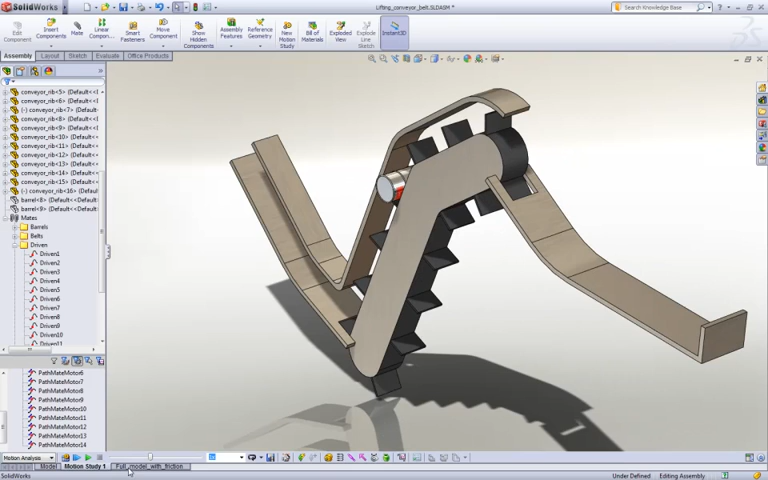 SolidWorks
Lifting_conveyor_belt.SLDASM *
Search Knowledge Base
Edit Component
Insert Components
Mate
Linear Compon...
Smart Fasteners
Move Component
Show Hidden Components
Assembly Features
Reference Geometry
New Motion Study
Bill of Materials
Exploded View
Explode Line Sketch
Instant3D
Assembly
Layout
Sketch
Evaluate
Office Products
conveyor_rib<5> (Default<<
conveyor_rib<6> (Default<<
(-) conveyor_rib<7> (Default
conveyor_rib<8> (Default<<
conveyor_rib<9> (Default<<
conveyor_rib<10> (Default<
conveyor_rib<11> (Default<
conveyor_rib<12> (Default<
conveyor_rib<13> (Default<
conveyor_rib<14> (Default<
conveyor_rib<15> (Default<
(-) conveyor_rib<16> (Defaul
barrel<8> (Default<<Default
barrel<9> (Default<<Default
Mates
Barrels
Belts
Driven
Driven1
Driven2
Driven3
Driven4
Driven5
Driven6
Driven7
Driven8
Driven9
Driven10
Driven11
PathMateMotor6
PathMateMotor7
PathMateMotor8
PathMateMotor9
PathMateMotor10
PathMateMotor11
PathMateMotor12
PathMateMotor13
PathMateMotor14
Motion Analysis
Model
Motion Study 1
Full_model_with_friction
SolidWorks
Under Defined
Editing Assembly